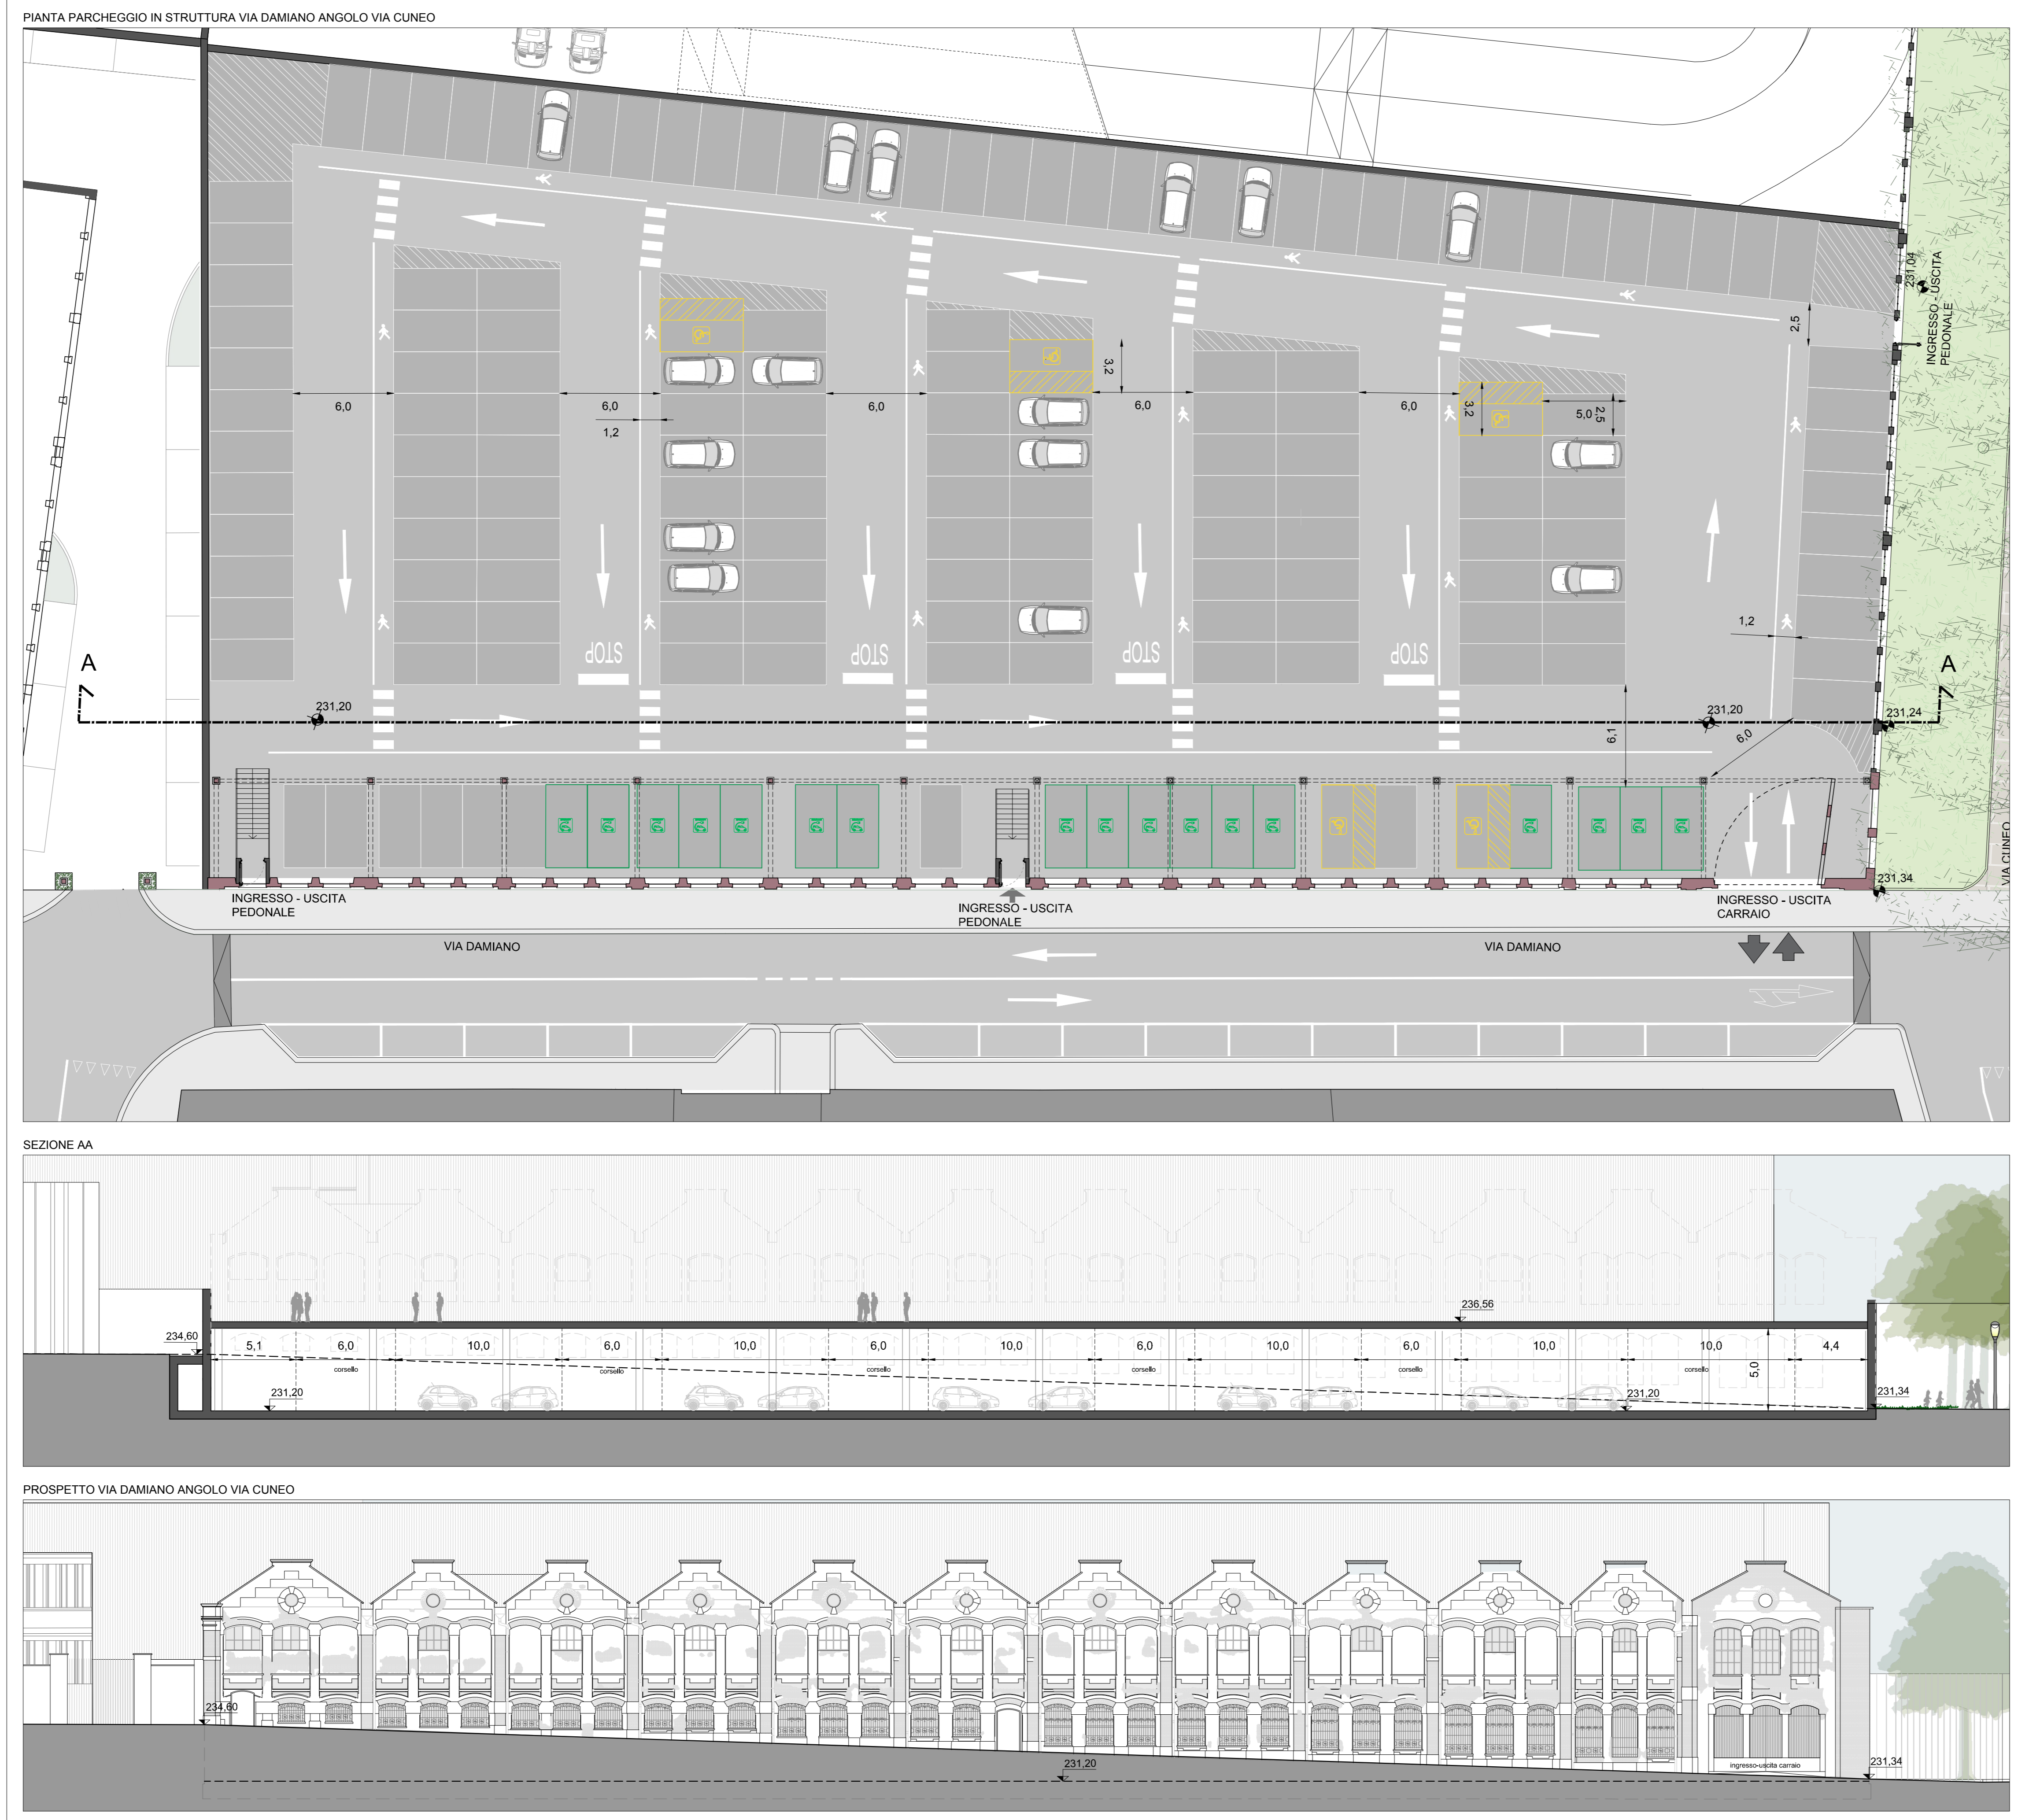 PIANTA PARCHEGGIO IN STRUTTURA VIA DAMIANO ANGOLO VIA CUNEO
231,04
INGRESSO - USCITA
PEDONALE
2,5
3,2
6,0
6,0
6,0
6,0
6,0
3,2
5,0
2,5
1,2
1,2
STOP
STOP
STOP
STOP
A
A
231,20
231,20
231,24
6,1
6,0
VIA CUNEO
231,34
INGRESSO - USCITA
PEDONALE
INGRESSO - USCITA
PEDONALE
INGRESSO - USCITA
CARRAIO
VIA DAMIANO
VIA DAMIANO
SEZIONE AA
236,56
234,60
5,1
6,0
10,0
6,0
10,0
6,0
10,0
6,0
10,0
6,0
10,0
10,0
4,4
corsello
corsello
corsello
corsello
corsello
corsello
5,0
231,20
231,20
231,34
PROSPETTO VIA DAMIANO ANGOLO VIA CUNEO
234,60
231,20
ingresso-uscita carraio
231,34